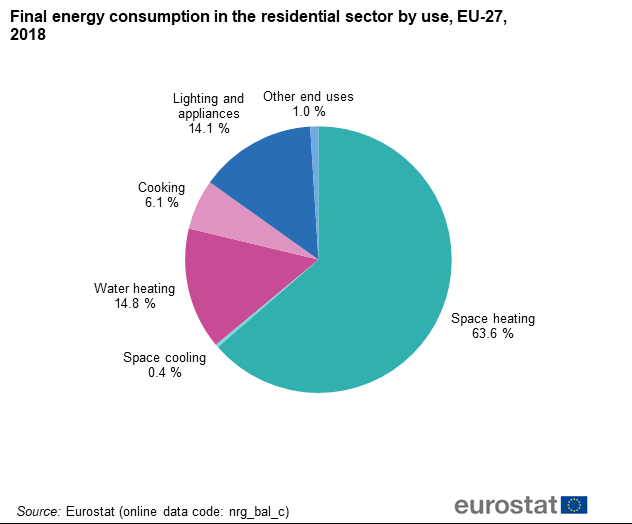 Final energy consumption in the residential sector by use, EU-27,
2018
Other end uses
1.0 %
Lighting and
appliances
14.1 %
Cooking
6.1 %
Water heating
14.8 %
Space heating
63.6 %
Space cooling
0.4 %
eurostat
Source: Eurostat (online data code: nrg_bal_c)